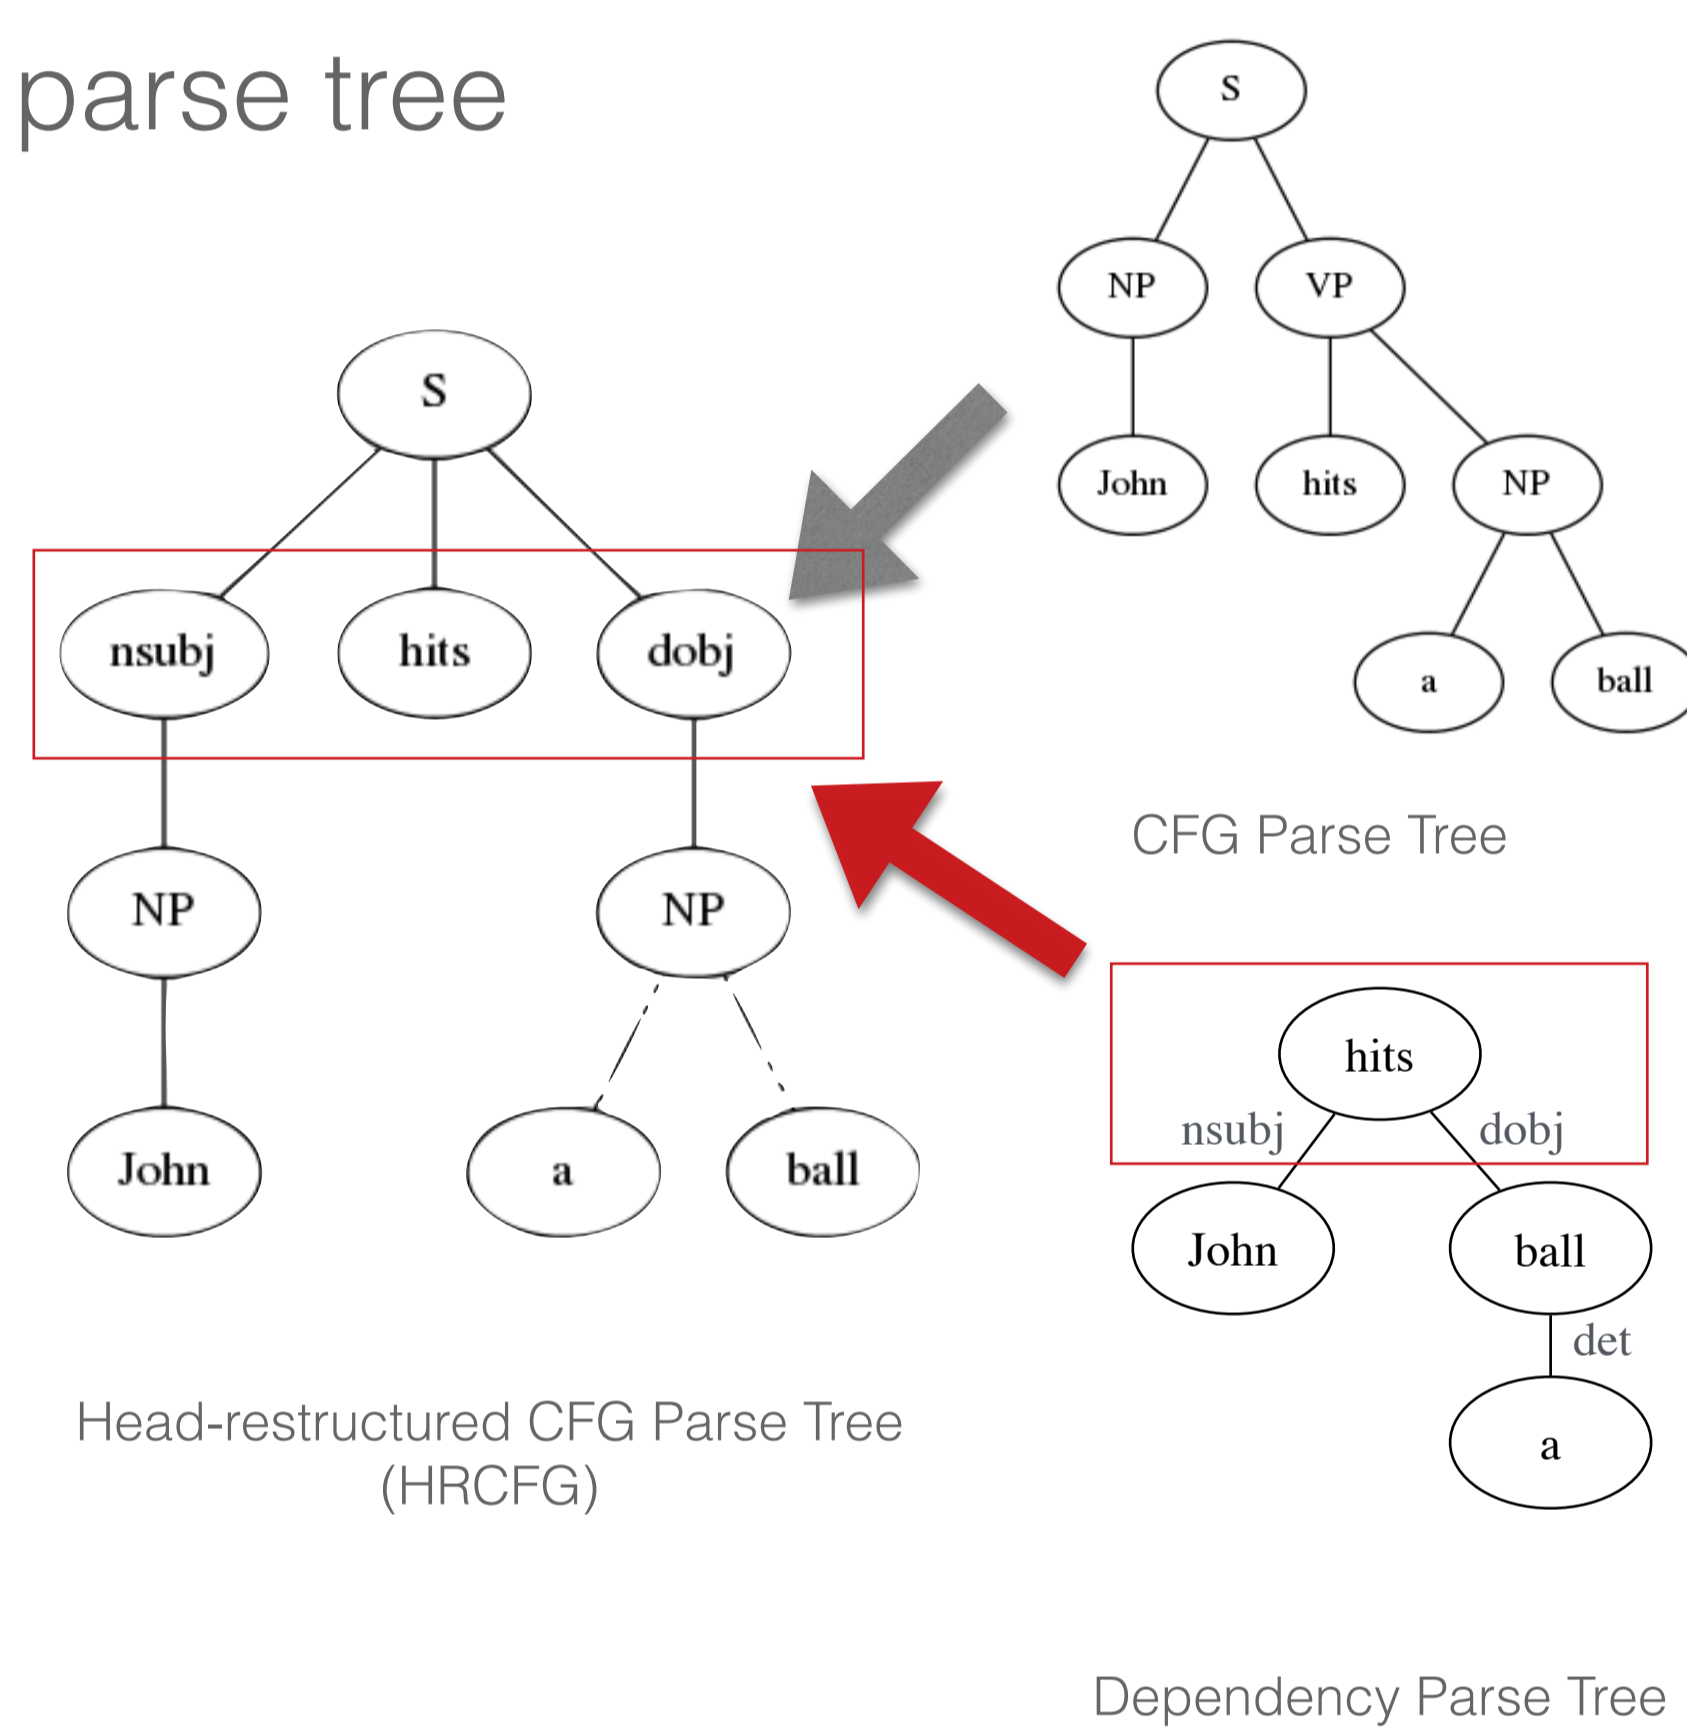 parse tree
S
nsubj hits dobj
NP NP
John a ball
Head-restructured CFG Parse Tree
(HRCFG)
S
NP VP
John hits NP
a ball
CFG Parse Tree
hits
nsubj dobj
John ball
det
a
Dependency Parse Tree